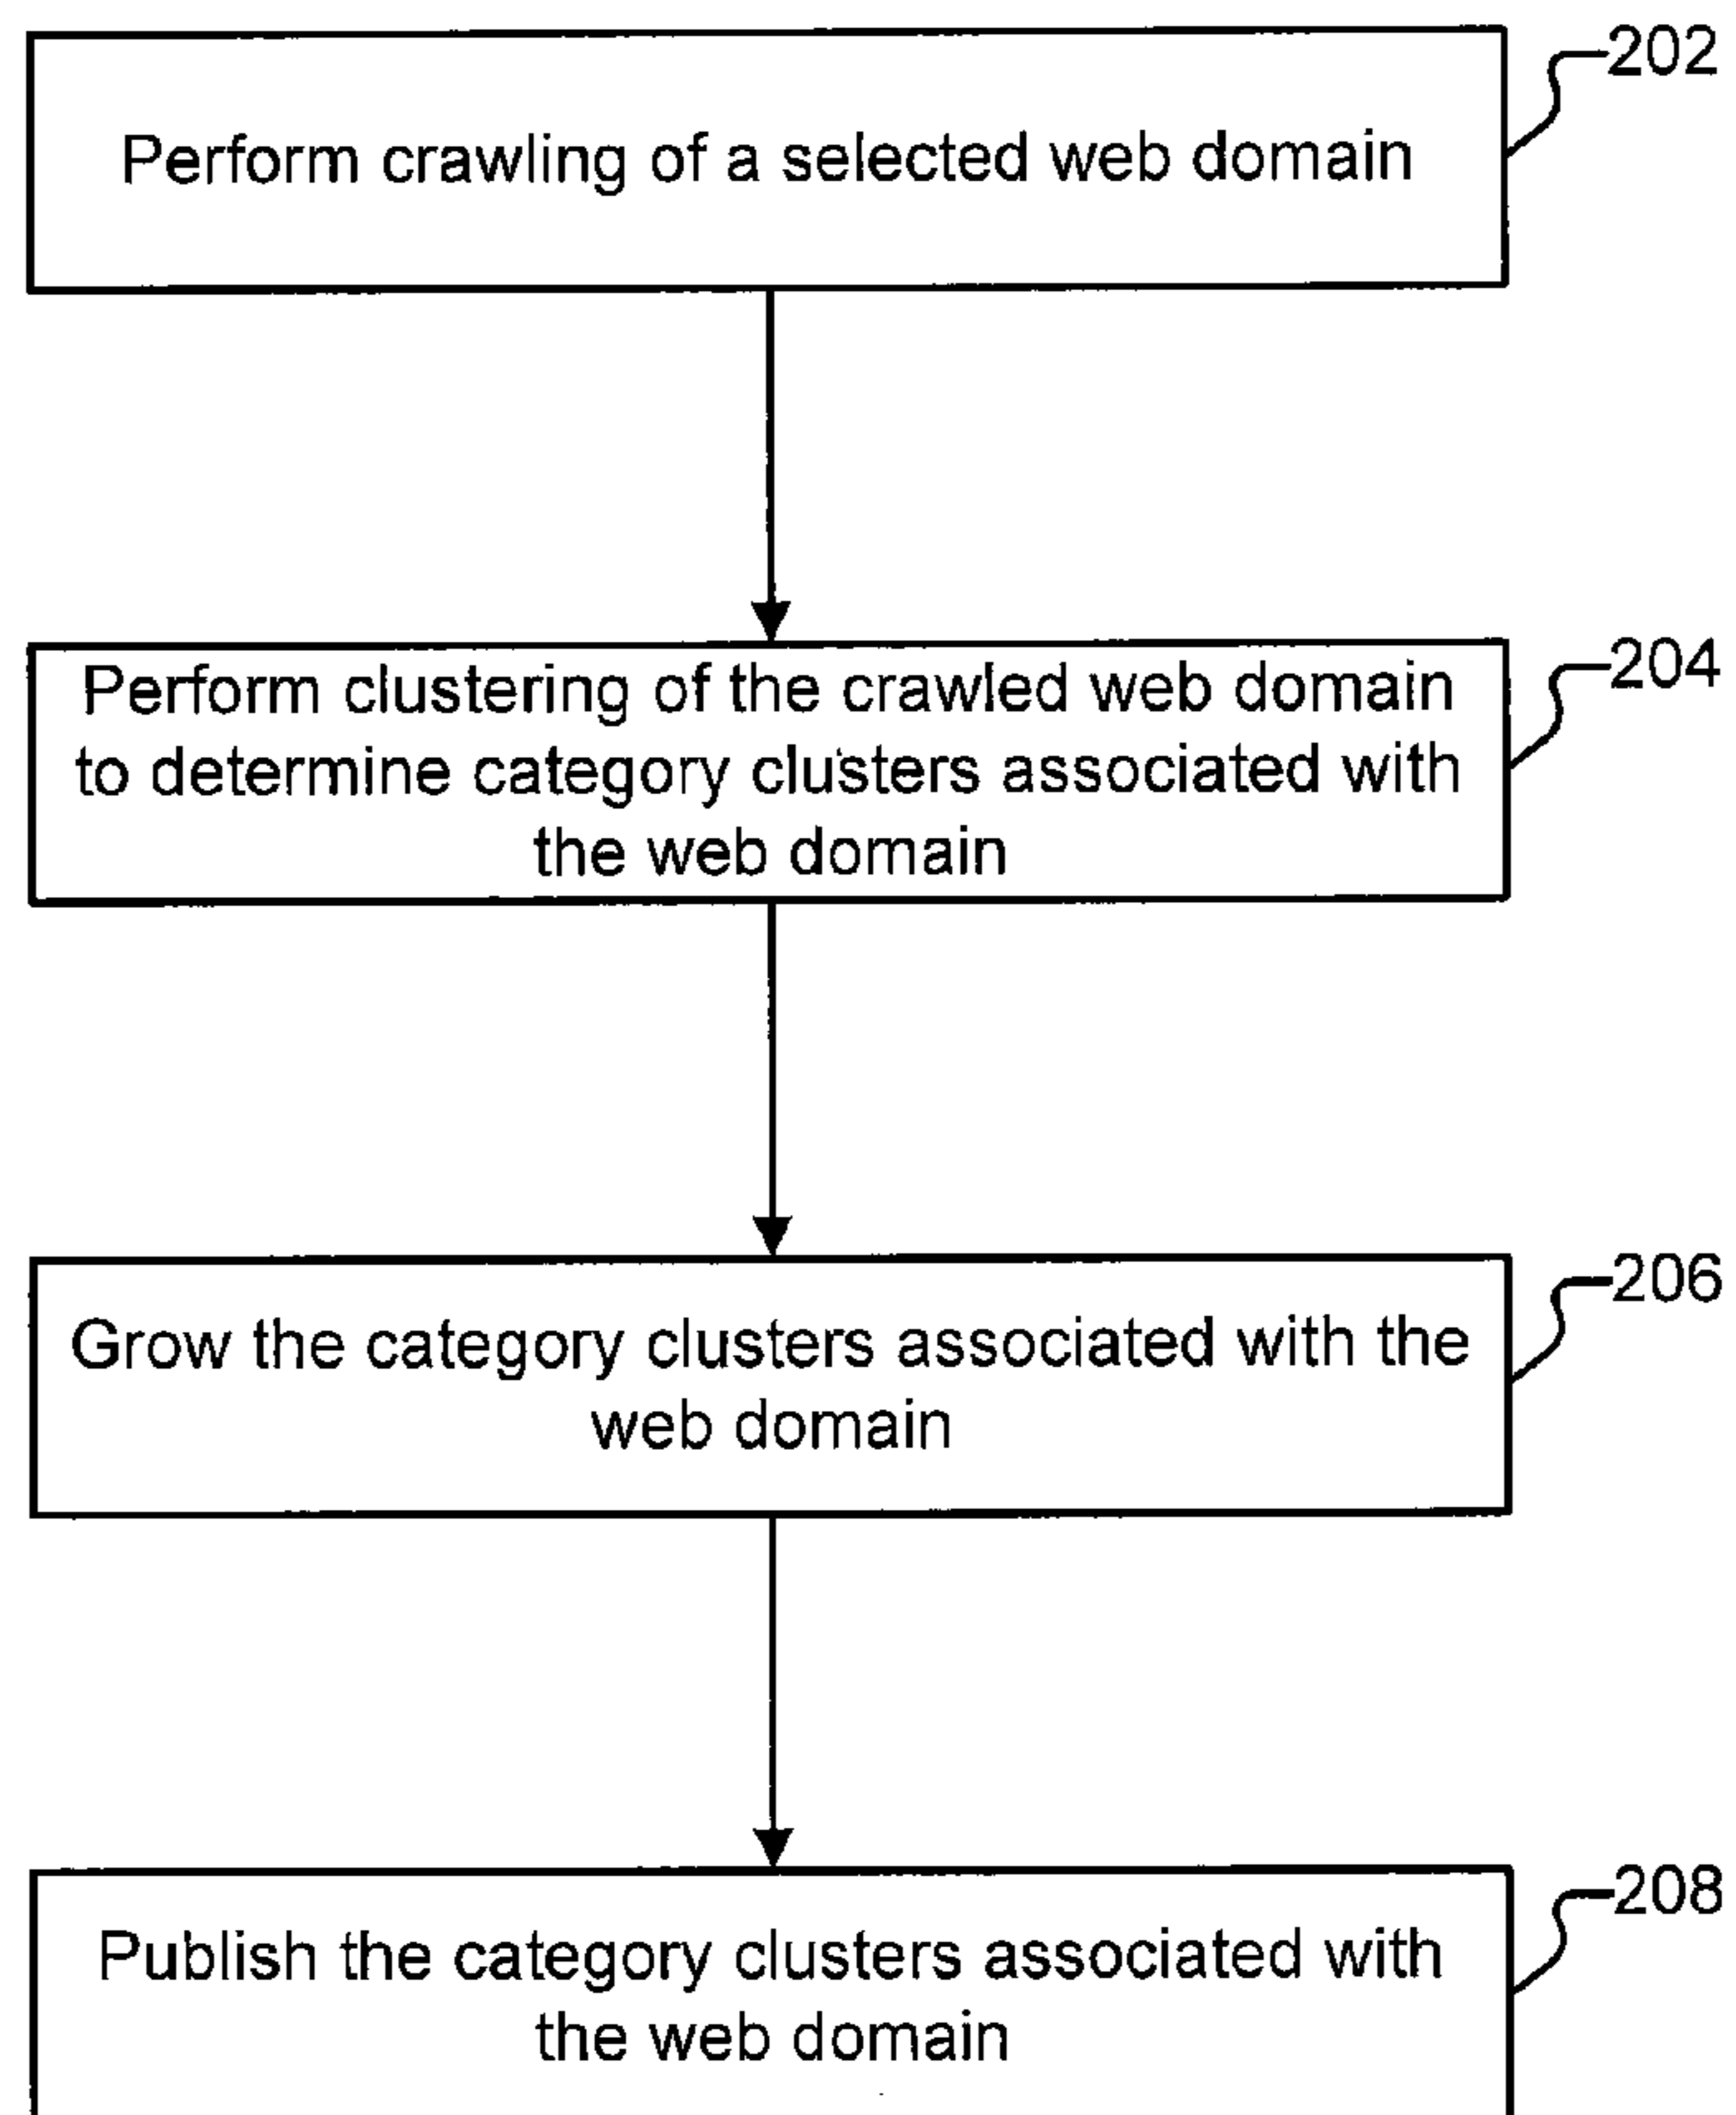 202
Perform crawling of a selected web domain
204
Perform clustering of the crawled web domain
to determine category clusters associated with
the web domain
206
Grow the category clusters associated with the
web domain
208
Publish the category clusters associated with
the web domain